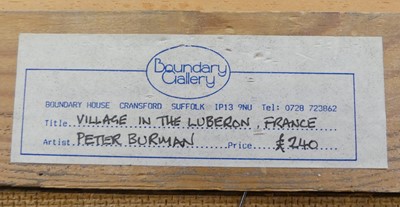 Boundary
Gallery
BOUNDARY HOUSE CRANSFORD SUFFOLK IP13 9NU Tel: 0728 723862
Title. VILLAGE IN THE LUBERON, FRANCE
Artist. PETER BURMAN Price. £240